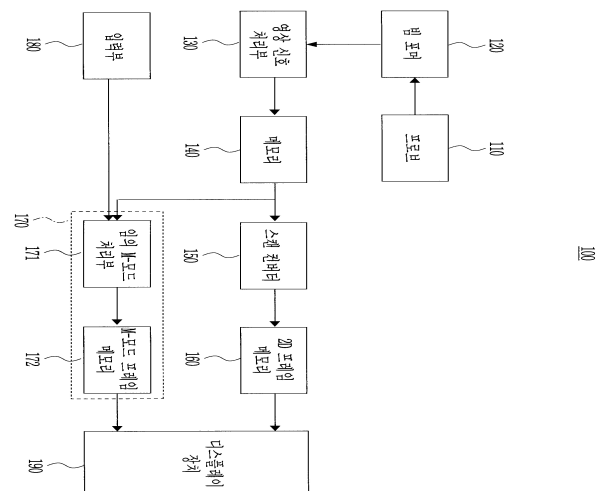 100
프로브
110
빔 포머
120
영상 신호
처리부
130
메모리
140
스캔 컨버터
150
2D 프레임
메모리
160
170
임의 M-모드
처리부
171
M-모드 프레임
메모리
172
입력부
180
디스플레이
장치
190